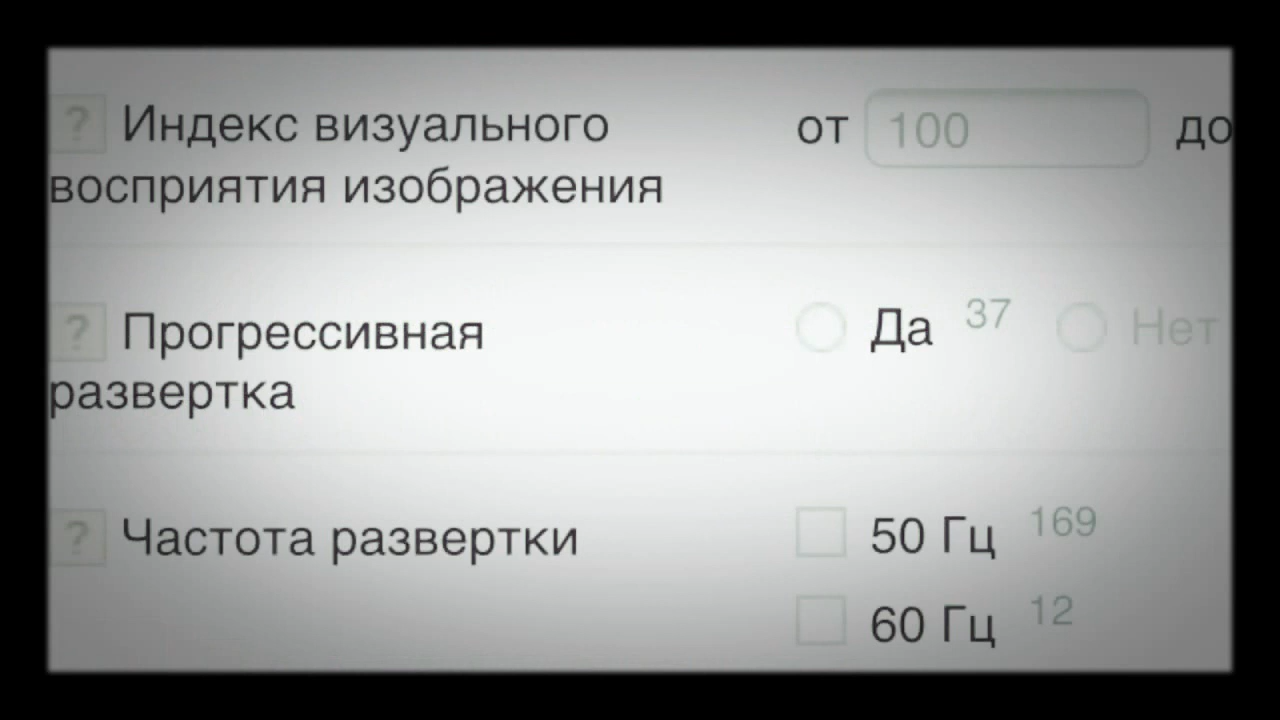 ? Индекс визуального от 100 до
восприятия изображения
? Прогрессивная Да 37 Нет
развертка
? Частота развертки 50 Гц 169
60 Гц 12